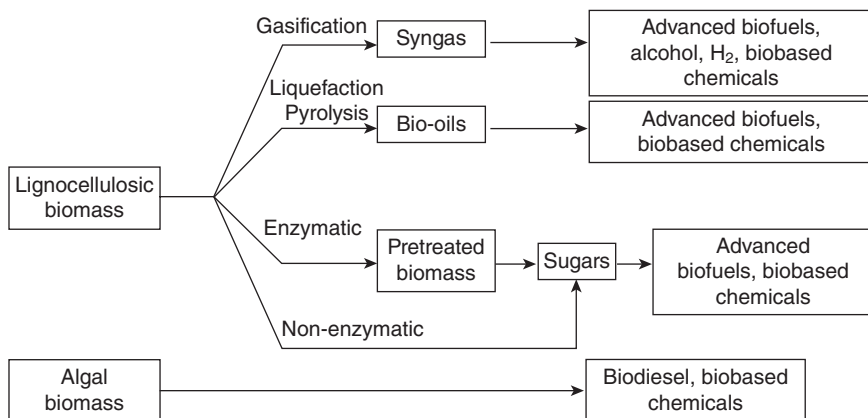 Gasification
Syngas
Advanced biofuels,
alcohol, H₂, biobased
chemicals
Liquefaction
Pyrolysis
Bio-oils
Advanced biofuels,
biobased chemicals
Lignocellulosic
biomass
Enzymatic
Pretreated
biomass
Sugars
Advanced
biofuels, biobased
chemicals
Non-enzymatic
Algal
biomass
Biodiesel, biobased
chemicals